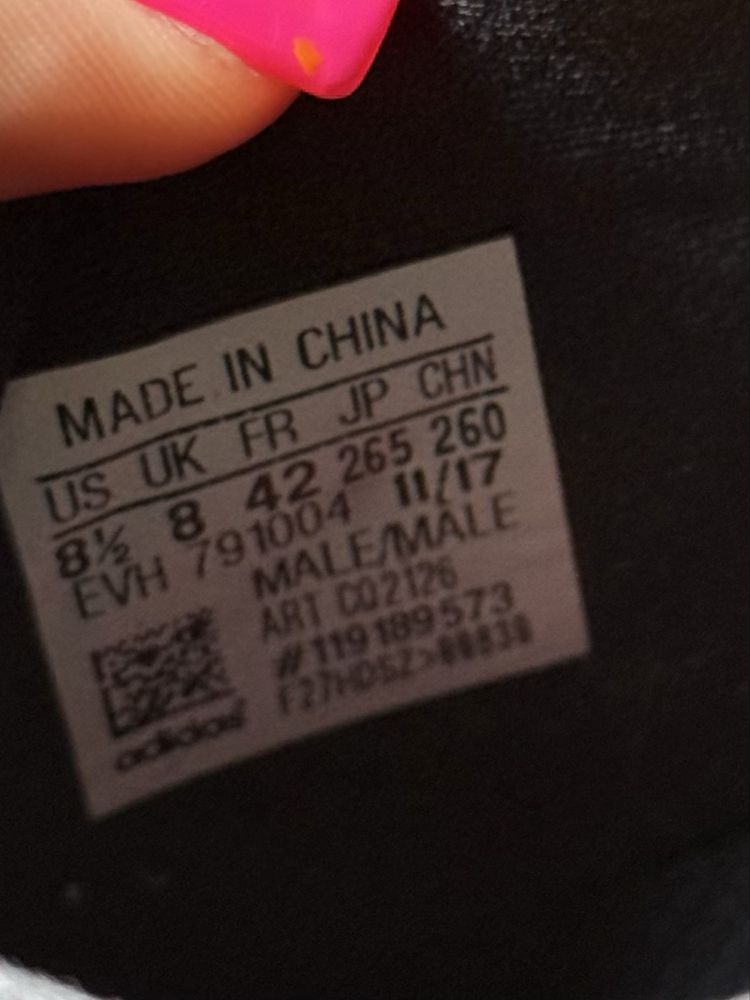 MADE IN CHINA
US UK FR JP CHN
8½ 8 42 265 260
EVH 791004 11/17
MALE/MALE
ART CQ2126
#119189573
adidas